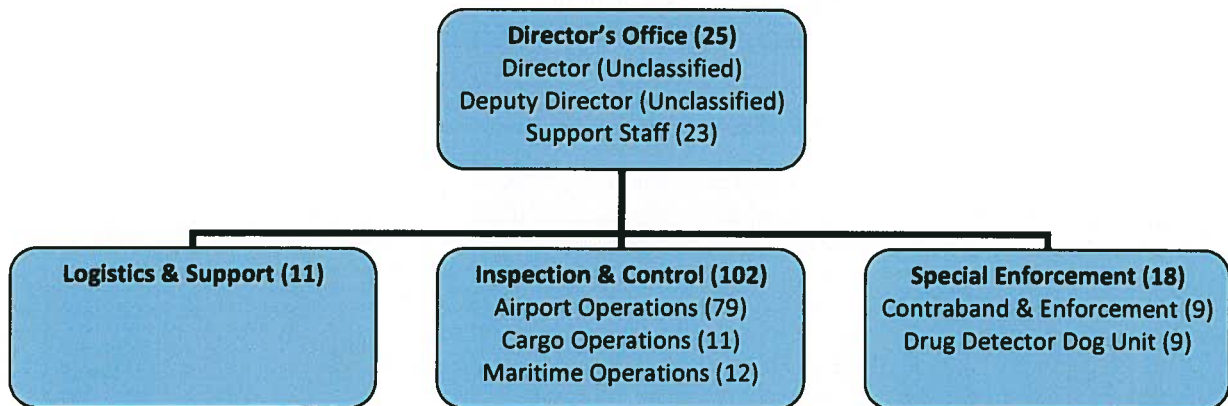 Director's Office (25)
Director (Unclassified)
Deputy Director (Unclassified)
Support Staff (23)
Logistics & Support (11)
Inspection & Control (102)
Airport Operations (79)
Cargo Operations (11)
Maritime Operations (12)
Special Enforcement (18)
Contraband & Enforcement (9)
Drug Detector Dog Unit (9)